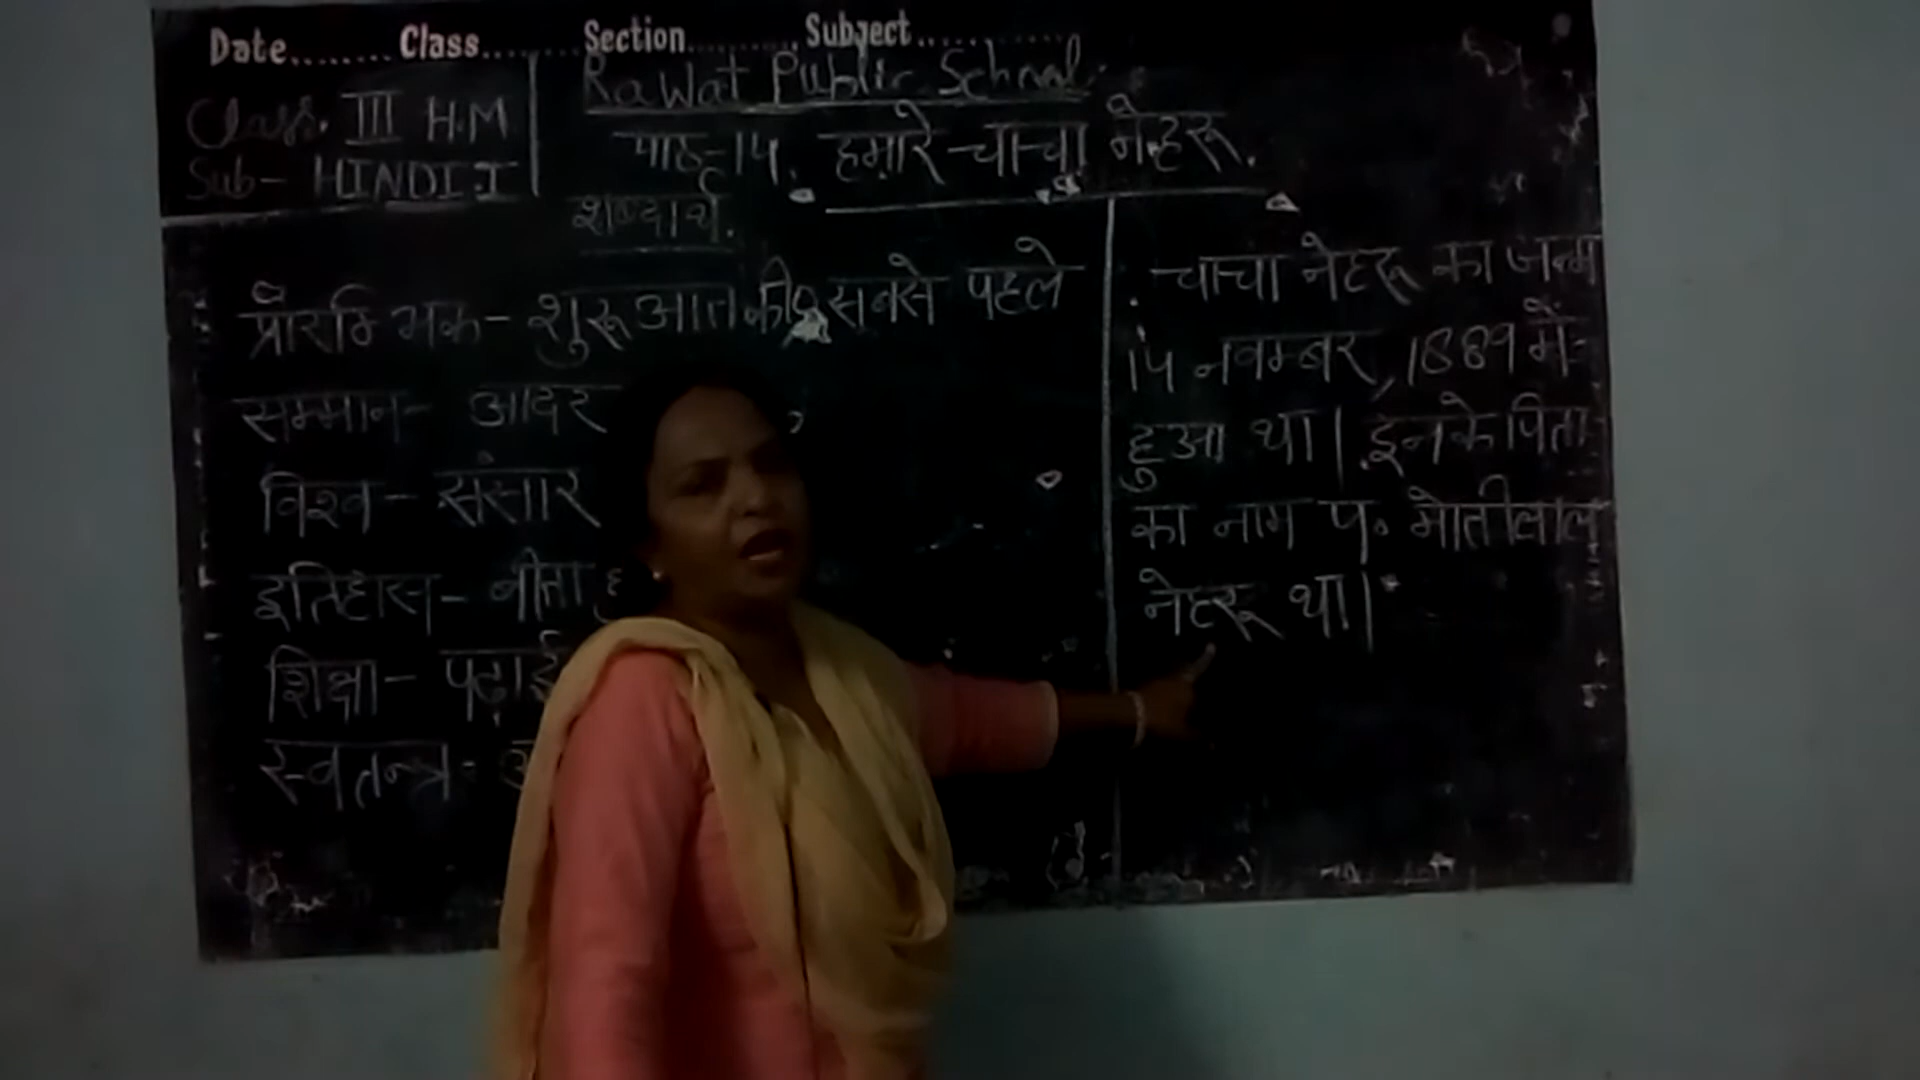 Date........ Class....... Section......... Subject............
Rawat Public School
Class. III H.M
Sub- HINDI.I
पाठ-14. हमारे चाचा नेहरू.
शब्दार्थ.
प्रारम्भिक- शुरूआत की, सबसे पहले
सम्मान- आदर
विश्व- संसार
इतिहास- बीता
शिक्षा- पढ़ाई
स्वतन्त्र-
चाचा नेहरू का जन्म
14 नवम्बर, 1889 में
हुआ था। इनके पिता
का नाम पं. मोतीलाल
नेहरू था।